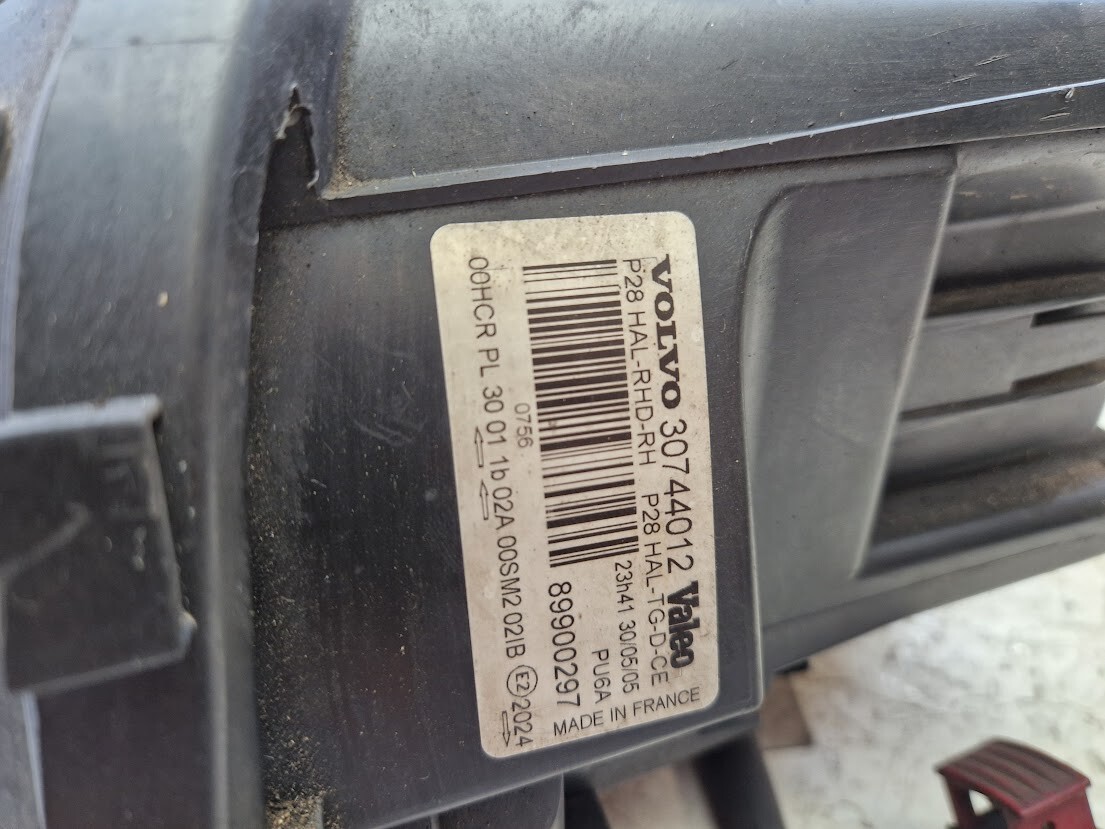 VOLVO 30744012 Valeo
P28 HAL-RHD-RH P28 HAL-TG-D-CE
23h41 30/05/05 PU6A
89900297 MADE IN FRANCE
0756
00HCR PL 30 01 1b 02A 00SM2 02IB E2 2024